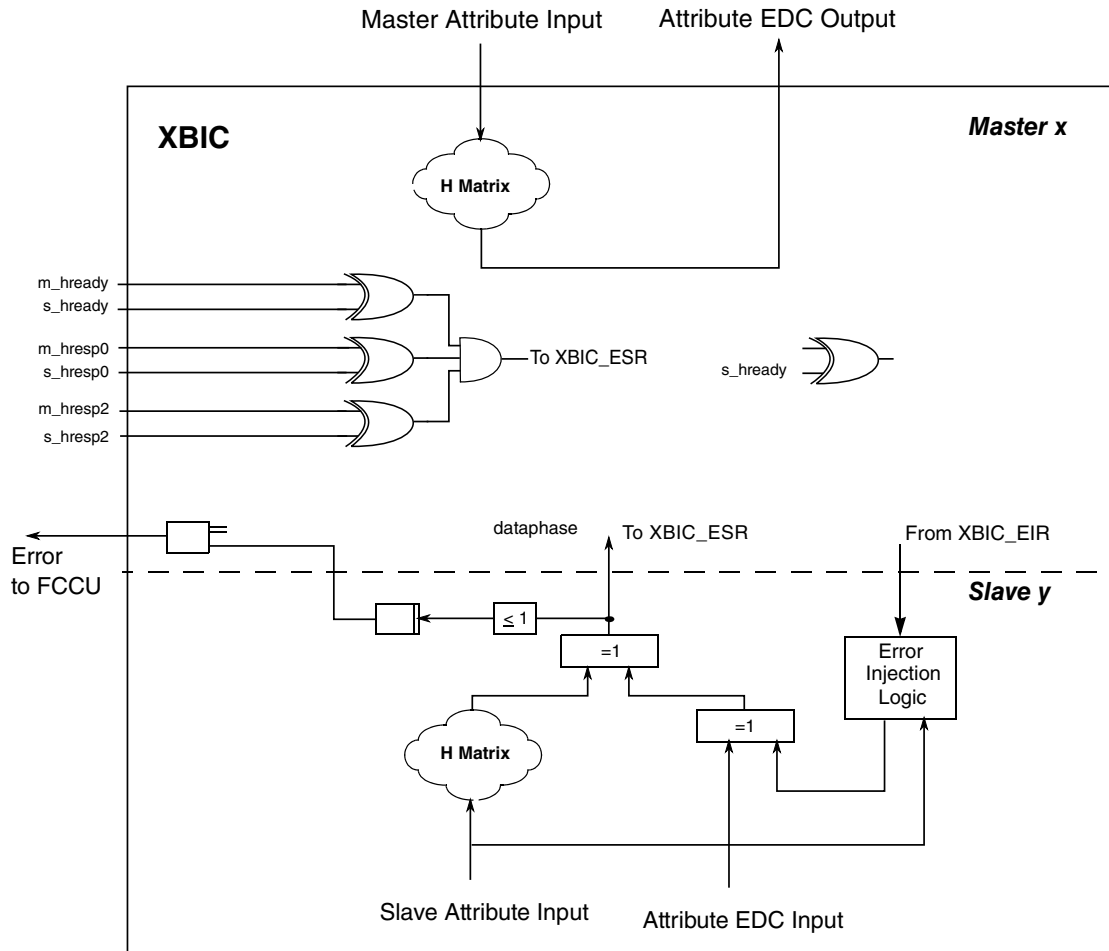 Master Attribute Input
Attribute EDC Output
XBIC
Master x
H Matrix
m_hready
s_hready
m_hresp0
s_hresp0
To XBIC_ESR
s_hready
m_hresp2
s_hresp2
dataphase
To XBIC_ESR
From XBIC_EIR
Error
to FCCU
Slave y
≤ 1
=1
Error
Injection
Logic
=1
H Matrix
Slave Attribute Input
Attribute EDC Input